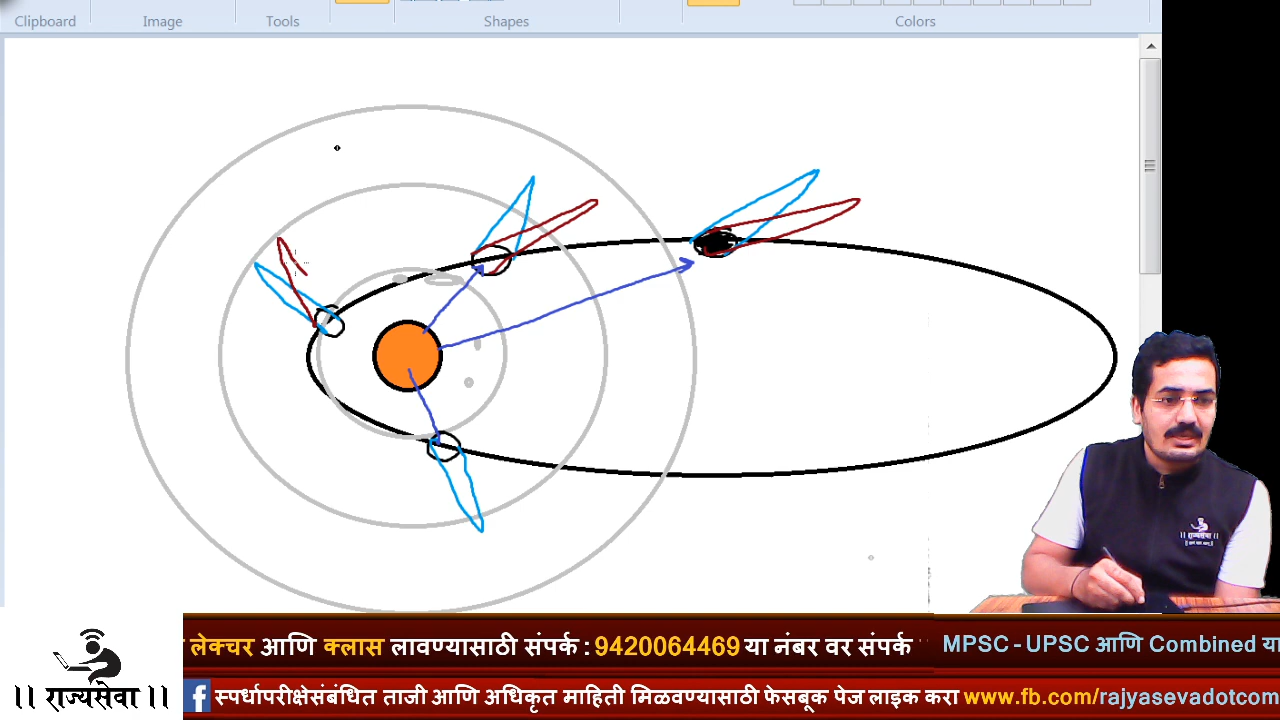 Clipboard Image Tools Shapes Colors
|| राज्यसेवा ||
लेक्चर आणि क्लास लावण्यासाठी संपर्क : 9420064469 या नंबर वर संपर्क
MPSC - UPSC आणि Combined या
|| राज्यसेवा ||
स्पर्धापरीक्षेसंबंधित ताजी आणि अधिकृत माहिती मिळवण्यासाठी फेसबूक पेज लाइक करा www.fb.com/rajyasevadotcom